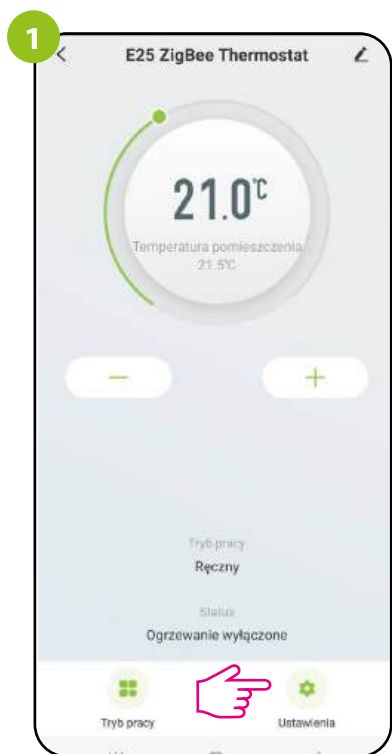 1
E25 ZigBee Thermostat
21.0°C
Temperatura pomieszczenia
21.5°C
Tryb pracy
Ręczny
Status
Ogrzewanie wyłączone
Tryb pracy
Ustawienia